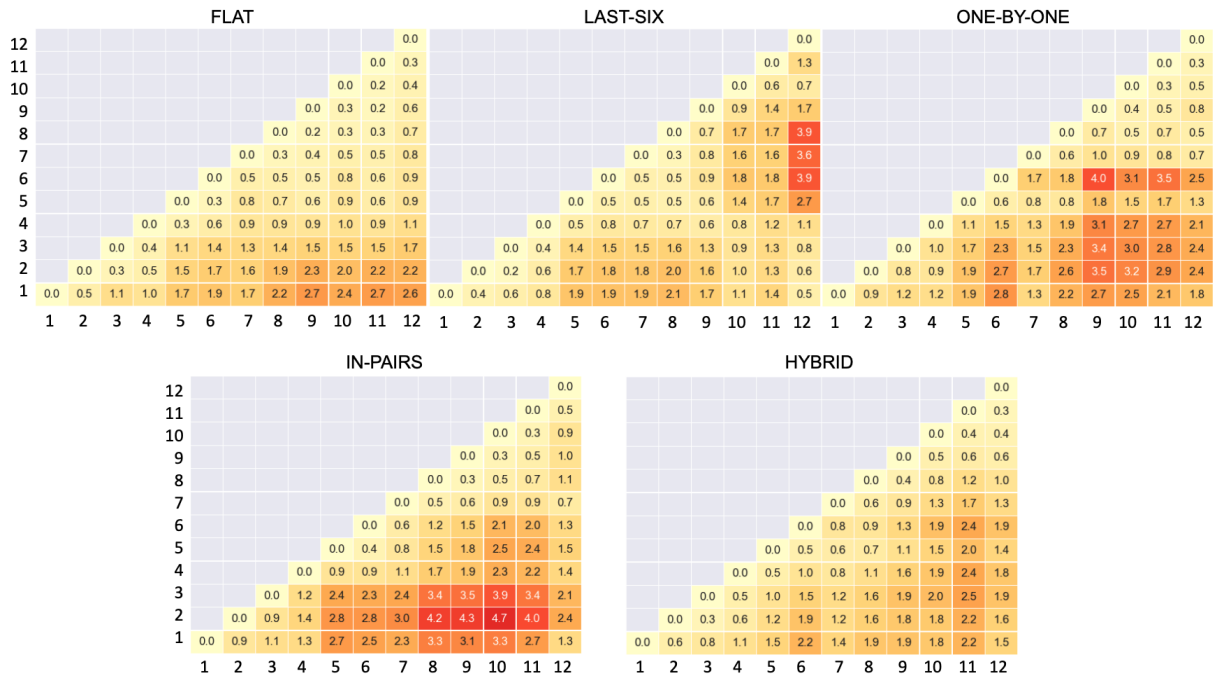 FLAT LAST-SIX ONE-BY-ONE
12 0.0 0.0 0.0
11 0.0 0.3 0.0 1.3 0.0 0.3
10 0.0 0.2 0.4 0.0 0.6 0.7 0.0 0.3 0.5
9 0.0 0.3 0.2 0.6 0.0 0.9 1.4 1.7 0.0 0.4 0.5 0.8
8 0.0 0.2 0.3 0.3 0.7 0.0 0.7 1.7 1.7 3.9 0.0 0.7 0.5 0.7 0.5
7 0.0 0.3 0.4 0.5 0.5 0.8 0.0 0.3 0.8 1.6 1.6 3.6 0.0 0.6 1.0 0.9 0.8 0.7
6 0.0 0.5 0.5 0.5 0.8 0.6 0.9 0.0 0.5 0.5 0.9 1.8 1.8 3.9 0.0 1.7 1.8 4.0 3.1 3.5 2.5
5 0.0 0.3 0.8 0.7 0.6 0.9 0.6 0.9 0.0 0.5 0.5 0.5 0.6 1.4 1.7 2.7 0.0 0.6 0.8 0.8 1.8 1.5 1.7 1.3
4 0.0 0.3 0.6 0.9 0.9 0.9 1.0 0.9 1.1 0.0 0.5 0.8 0.7 0.7 0.6 0.8 1.2 1.1 0.0 1.1 1.5 1.3 1.9 3.1 2.7 2.7 2.1
3 0.0 0.4 1.1 1.4 1.3 1.4 1.5 1.5 1.5 1.7 0.0 0.4 1.4 1.5 1.5 1.6 1.3 0.9 1.3 0.8 0.0 1.0 1.7 2.3 1.5 2.3 3.4 3.0 2.8 2.4
2 0.0 0.3 0.5 1.5 1.7 1.6 1.9 2.3 2.0 2.2 2.2 0.0 0.2 0.6 1.7 1.8 1.8 2.0 1.6 1.0 1.3 0.6 0.0 0.8 0.9 1.9 2.7 1.7 2.6 3.5 3.2 2.9 2.4
1 0.0 0.5 1.1 1.0 1.7 1.9 1.7 2.2 2.7 2.4 2.7 2.6 0.0 0.4 0.6 0.8 1.9 1.9 1.9 2.1 1.7 1.1 1.4 0.5 0.0 0.9 1.2 1.2 1.9 2.8 1.3 2.2 2.7 2.5 2.1 1.8
1 2 3 4 5 6 7 8 9 10 11 12 1 2 3 4 5 6 7 8 9 10 11 12 1 2 3 4 5 6 7 8 9 10 11 12
IN-PAIRS HYBRID
12 0.0 0.0
11 0.0 0.5 0.0 0.3
10 0.0 0.3 0.9 0.0 0.4 0.4
9 0.0 0.3 0.5 1.0 0.0 0.5 0.6 0.6
8 0.0 0.3 0.5 0.7 1.1 0.0 0.4 0.8 1.2 1.0
7 0.0 0.5 0.6 0.9 0.9 0.7 0.0 0.6 0.9 1.3 1.7 1.3
6 0.0 0.6 1.2 1.5 2.1 2.0 1.3 0.0 0.8 0.9 1.3 1.9 2.4 1.9
5 0.0 0.4 0.8 1.5 1.8 2.5 2.4 1.5 0.0 0.5 0.6 0.7 1.1 1.5 2.0 1.4
4 0.0 0.9 0.9 1.1 1.7 1.9 2.3 2.2 1.4 0.0 0.5 1.0 0.8 1.1 1.6 1.9 2.4 1.8
3 0.0 1.2 2.4 2.3 2.4 3.4 3.5 3.9 3.4 2.1 0.0 0.5 1.0 1.5 1.2 1.6 1.9 2.0 2.5 1.9
2 0.0 0.9 1.4 2.8 2.8 3.0 4.2 4.3 4.7 4.0 2.4 0.0 0.3 0.6 1.2 1.9 1.2 1.6 1.8 1.8 2.2 1.6
1 0.0 0.9 1.1 1.3 2.7 2.5 2.3 3.3 3.1 3.3 2.7 1.3 0.0 0.6 0.8 1.1 1.5 2.2 1.4 1.9 1.9 1.8 2.2 1.5
1 2 3 4 5 6 7 8 9 10 11 12 1 2 3 4 5 6 7 8 9 10 11 12